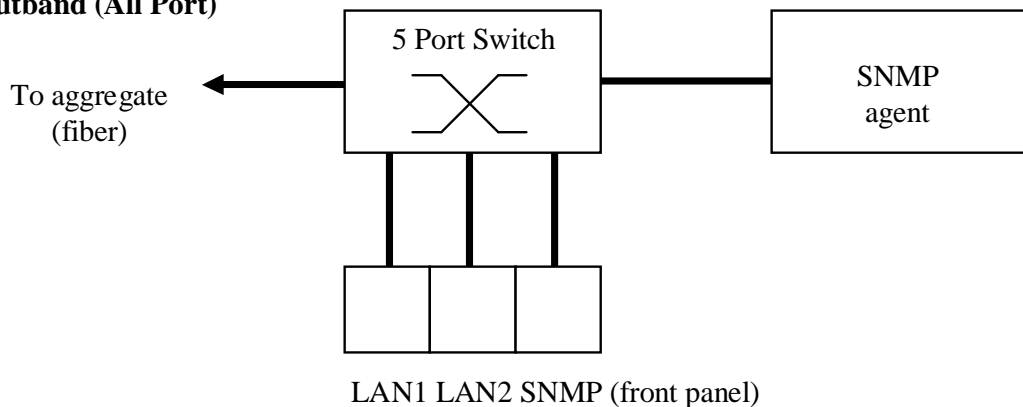 utband (All Port)
5 Port Switch
To aggregate
(fiber)
SNMP
agent
LAN1 LAN2 SNMP (front panel)